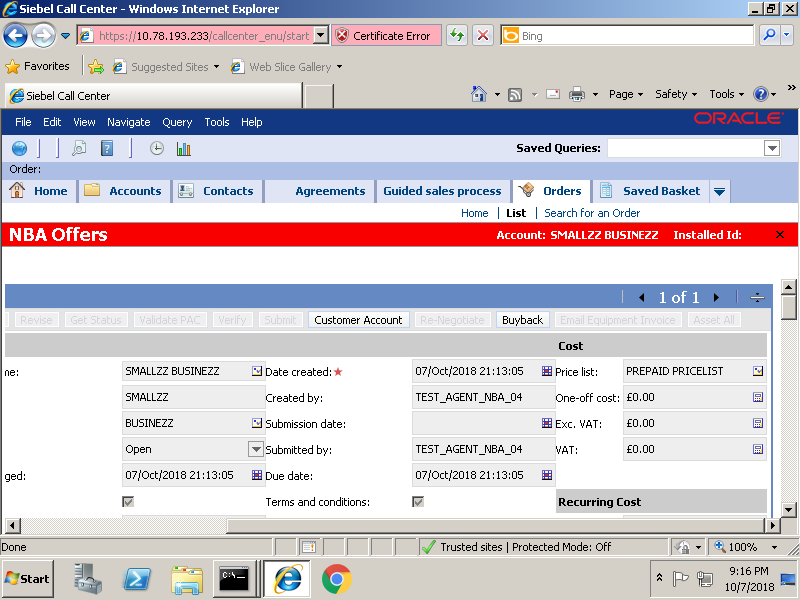 Siebel Call Center - Windows Internet Explorer
https://10.78.193.233/callcenter_enu/start
Certificate Error
Bing
Favorites
Suggested Sites
Web Slice Gallery
Siebel Call Center
Page
Safety
Tools
File Edit View Navigate Query Tools Help
ORACLE
Saved Queries:
Order:
Home Accounts Contacts Agreements Guided sales process Orders Saved Basket
Home | List | Search for an Order
NBA Offers
Account: SMALLZZ BUSINEZZ Installed Id:
1 of 1
Revise Get Status Validate PAC Verify Submit Customer Account Re-Negotiate Buyback Email Equipment Invoice Asset All
Cost
me: SMALLZZ BUSINEZZ Date created: 07/Oct/2018 21:13:05 Price list: PREPAID PRICELIST
SMALLZZ Created by: TEST_AGENT_NBA_04 One-off cost: £0.00
BUSINEZZ Submission date: Exc. VAT: £0.00
Open Submitted by: TEST_AGENT_NBA_04 VAT: £0.00
ged: 07/Oct/2018 21:13:05 Due date: 07/Oct/2018 21:13:05
Terms and conditions: Recurring Cost
Done
Trusted sites | Protected Mode: Off
100%
Start
C:\
9:16 PM
10/7/2018